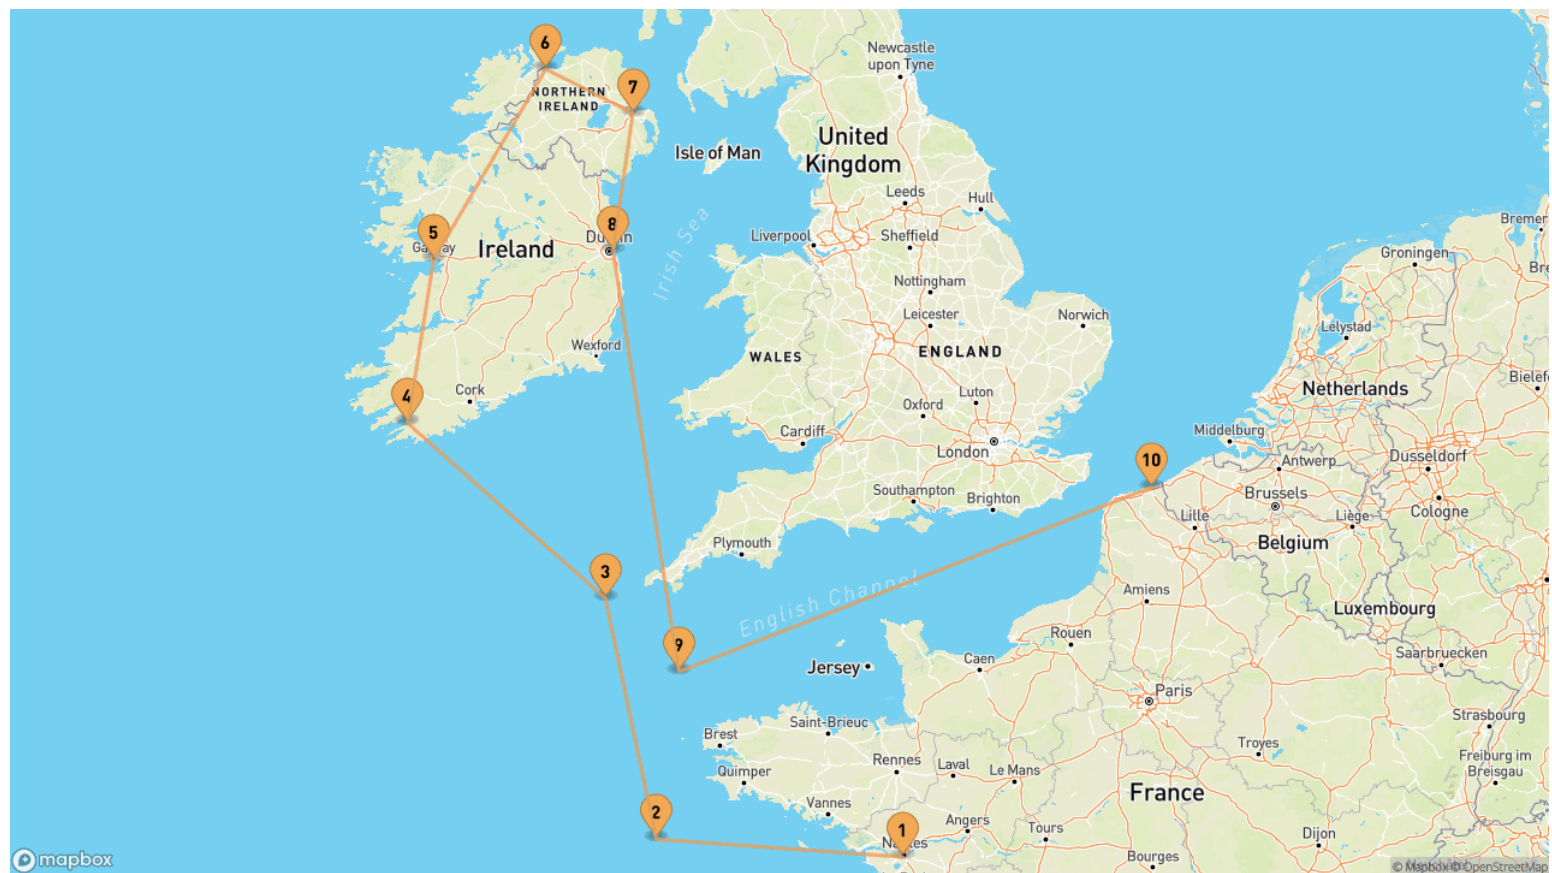 6
Newcastle
upon Tyne
7
NORTHERN
IRELAND
Isle of Man
United
Kingdom
Leeds
Hull
5
8
Ireland
Irish Sea
Liverpool
Sheffield
Bremer
Groningen
Bre
Nottingham
Leicester
Norwich
Lelystad
Wexford
WALES
ENGLAND
Netherlands
Bielefe
4
Cork
Luton
Oxford
Cardiff
London
Middelburg
10
Antwerp
Dusseldorf
Southampton
Brighton
Brussels
Lille
Liège
Cologne
Plymouth
Belgium
3
English Channel
Amiens
Luxembourg
9
Rouen
Jersey
Caen
Saarbruecken
Paris
Saint-Brieuc
Strasbourg
Brest
Troyes
Rennes
Laval
Le Mans
Freiburg im
Breisgau
Quimper
Vannes
France
2
1
Angers
Tours
Dijon
Bourges
mapbox
© Mapbox © OpenStreetMap